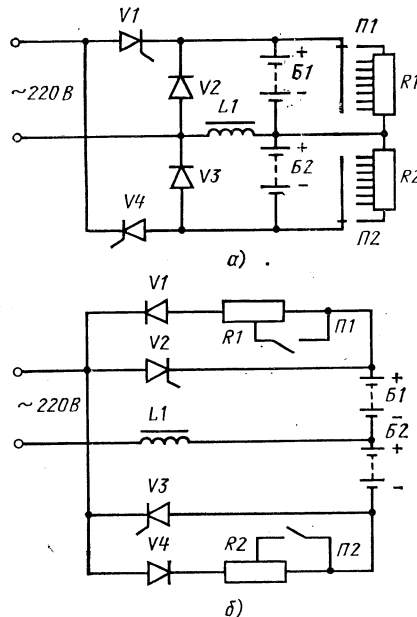 V1
П1
+
Б1
R1
V2
L1
-
~220 В
+
Б2
R2
V3
-
V4
П2
а)
V1
R1
П1
V2
+
Б1
~220 В
-
L1
Б2
+
V3
-
V4
R2
П2
б)